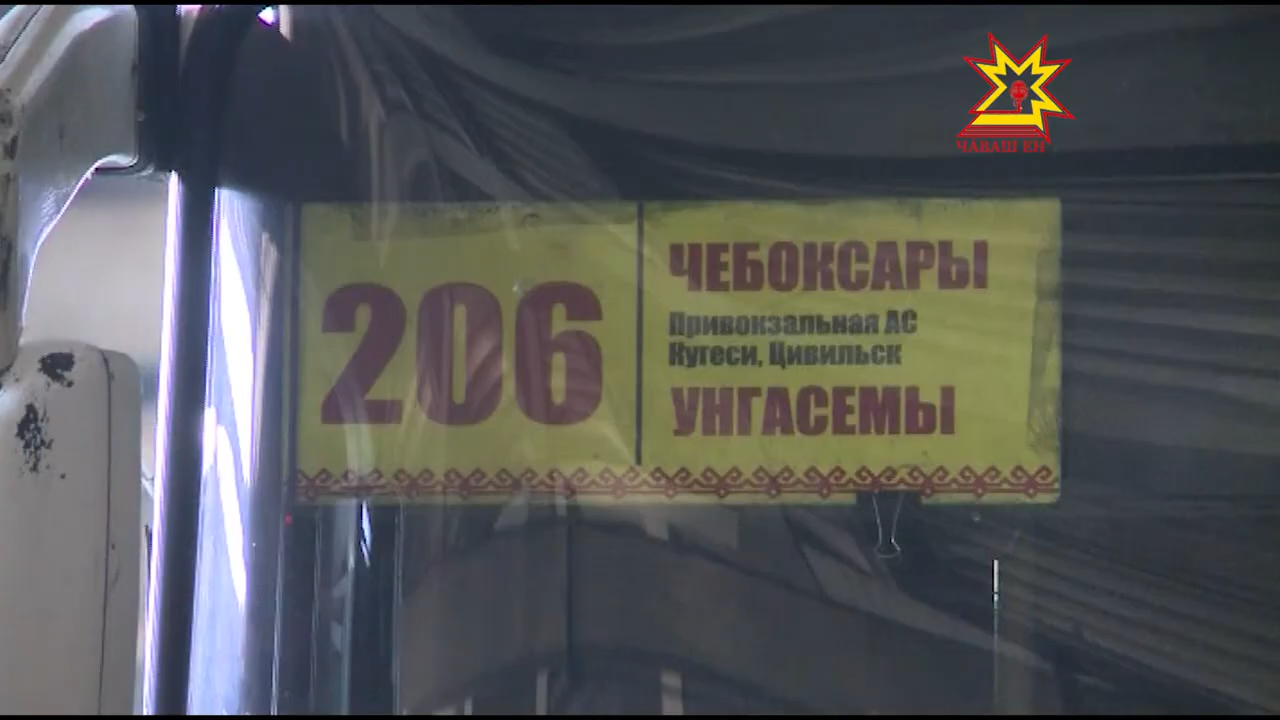 ЧАВАШ ЕН
206
ЧЕБОКСАРЫ
Привокзальная АС
Кугеси, Цивильск
УНГАСЕМЫ